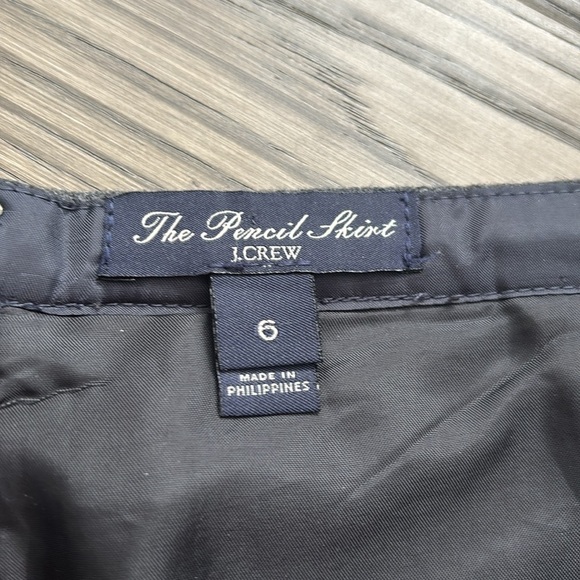 The Pencil Skirt
J.CREW
6
MADE IN
PHILIPPINES